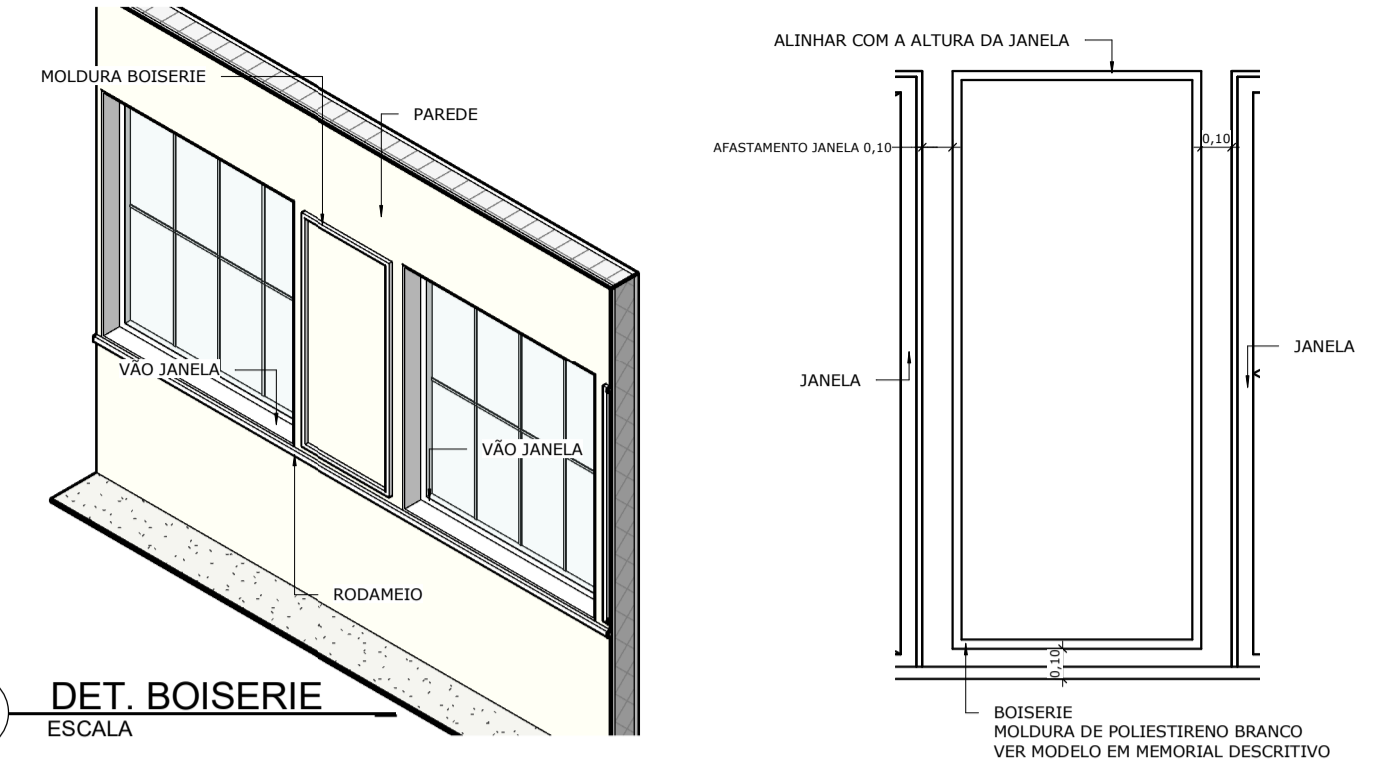 MOLDURA BOISERIE
PAREDE
VÃO JANELA
VÃO JANELA
RODAMEIO
DET. BOISERIE
ESCALA
ALINHAR COM A ALTURA DA JANELA
AFASTAMENTO JANELA 0,10
0,10
JANELA
JANELA
0,10
BOISERIE
MOLDURA DE POLIESTIRENO BRANCO
VER MODELO EM MEMORIAL DESCRITIVO